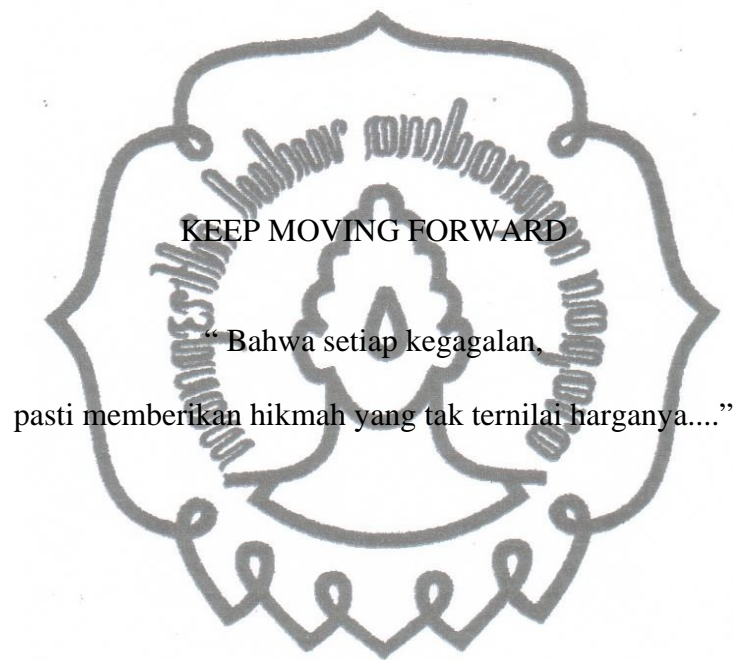 KEEP MOVING FORWARD
“ Bahwa setiap kegagalan,
pasti memberikan hikmah yang tak ternilai harganya....”